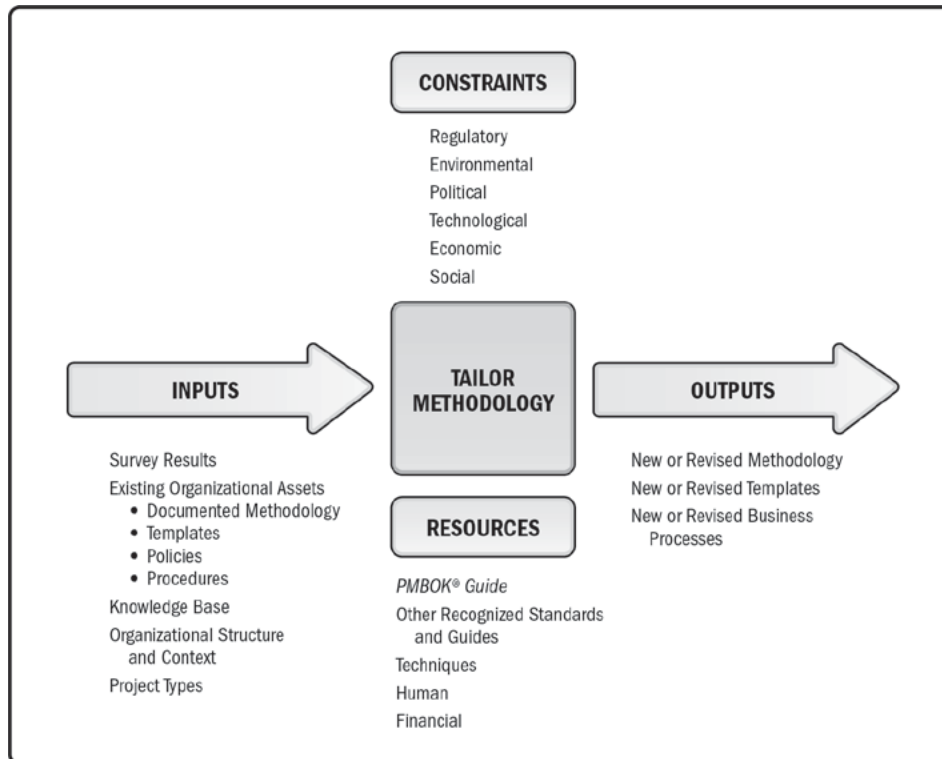 CONSTRAINTS
Regulatory
Environmental
Political
Technological
Economic
Social
INPUTS
TAILOR
METHODOLOGY
OUTPUTS
Survey Results
Existing Organizational Assets
• Documented Methodology
• Templates
• Policies
• Procedures
Knowledge Base
Organizational Structure
and Context
Project Types
RESOURCES
PMBOK® Guide
Other Recognized Standards
and Guides
Techniques
Human
Financial
New or Revised Methodology
New or Revised Templates
New or Revised Business
Processes